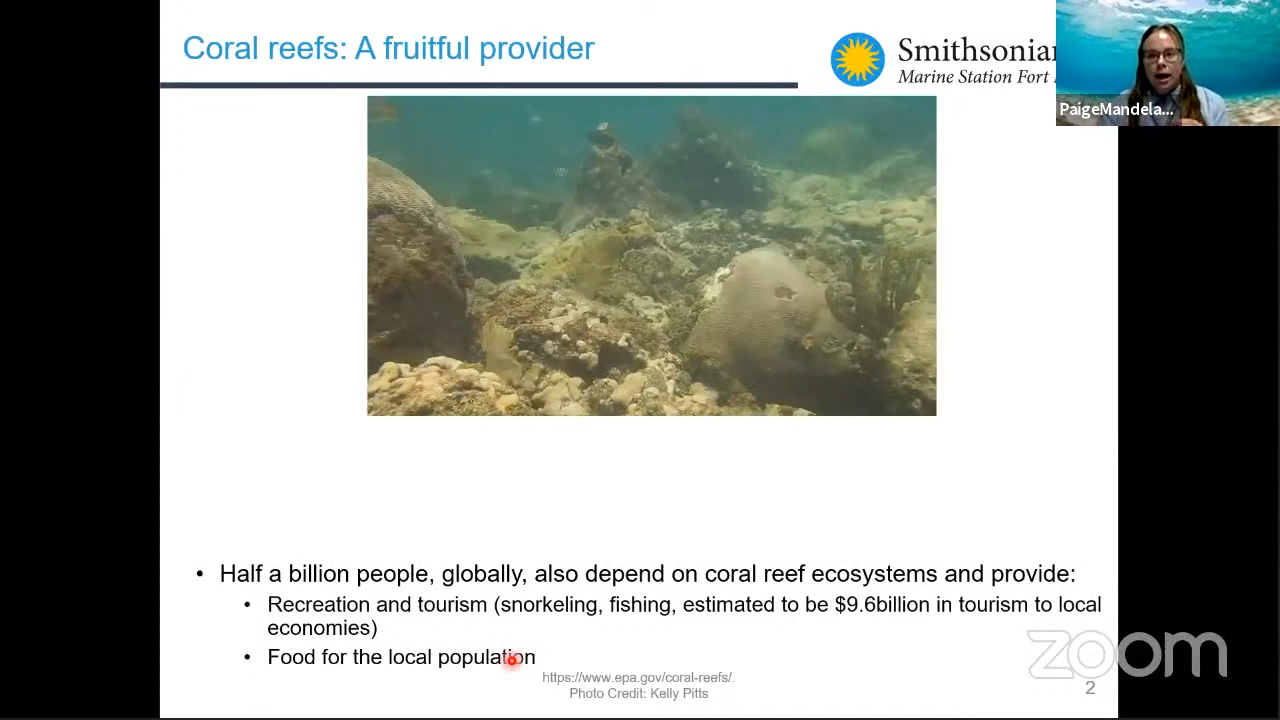 Coral reefs: A fruitful provider
Smithsonian
Marine Station Fort
PaigeMandela...
• Half a billion people, globally, also depend on coral reef ecosystems and provide:
• Recreation and tourism (snorkeling, fishing, estimated to be $9.6billion in tourism to local
economies)
• Food for the local population
https://www.epa.gov/coral-reefs/.
Photo Credit: Kelly Pitts
zoom
2